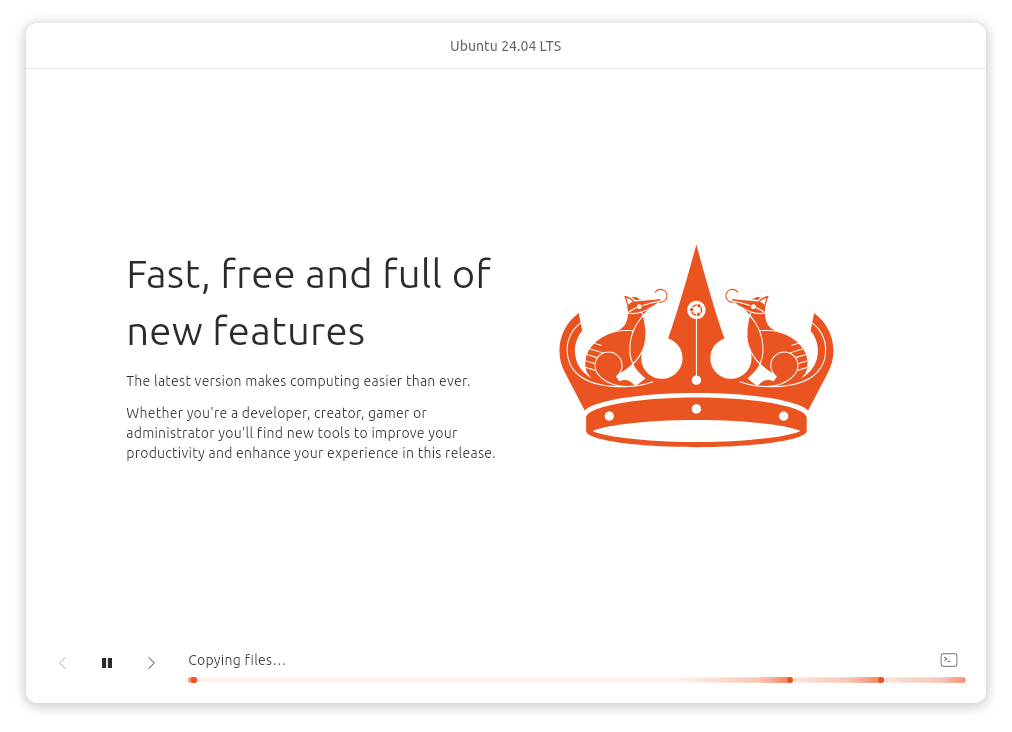 Ubuntu 24.04 LTS
Fast, free and full of
new features
The latest version makes computing easier than ever.
Whether you're a developer, creator, gamer or
administrator you'll find new tools to improve your
productivity and enhance your experience in this release.
Copying files...